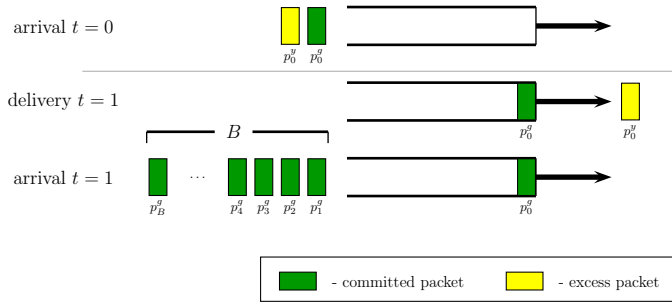 arrival t = 0
p_0^y p_0^g
delivery t = 1
p_0^g p_0^y
B
arrival t = 1
...
p_B^g p_4^g p_3^g p_2^g p_1^g p_0^g
- committed packet - excess packet